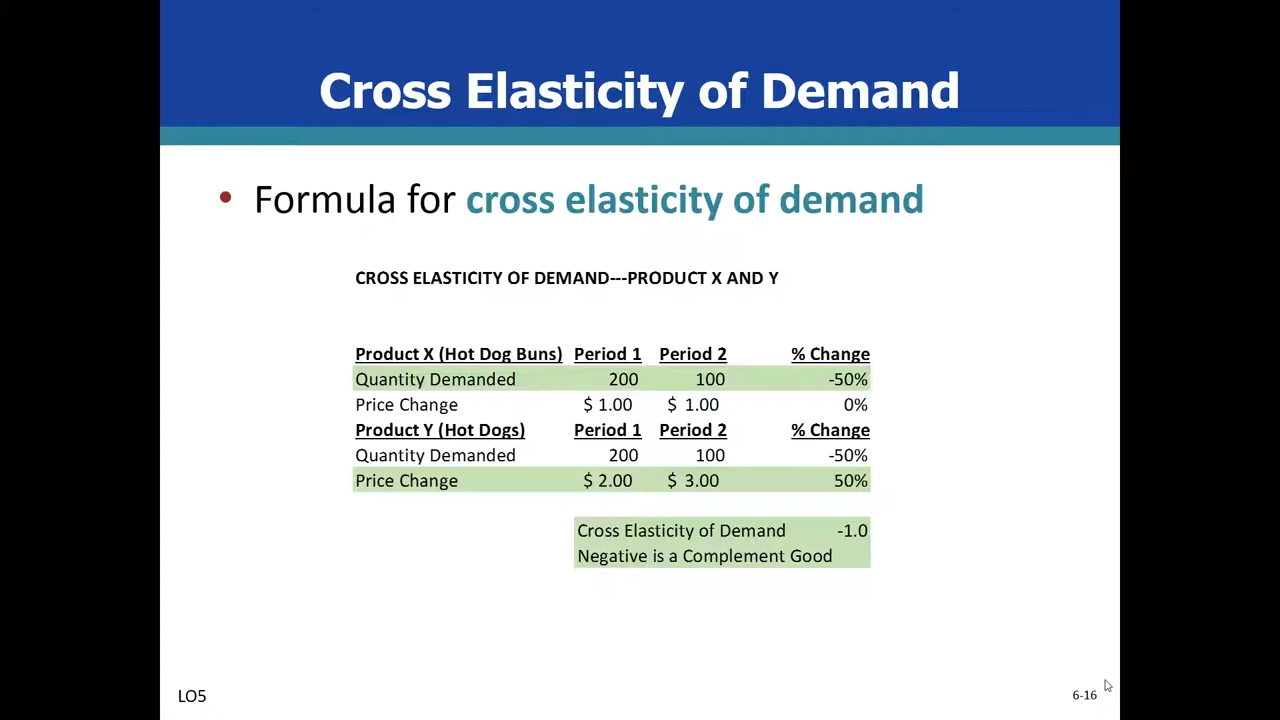 Cross Elasticity of Demand
• Formula for cross elasticity of demand
CROSS ELASTICITY OF DEMAND---PRODUCT X AND Y
Product X (Hot Dog Buns) Period 1 Period 2 % Change
Quantity Demanded 200 100 -50%
Price Change $ 1.00 $ 1.00 0%
Product Y (Hot Dogs) Period 1 Period 2 % Change
Quantity Demanded 200 100 -50%
Price Change $ 2.00 $ 3.00 50%
Cross Elasticity of Demand -1.0
Negative is a Complement Good
LO5
6-16